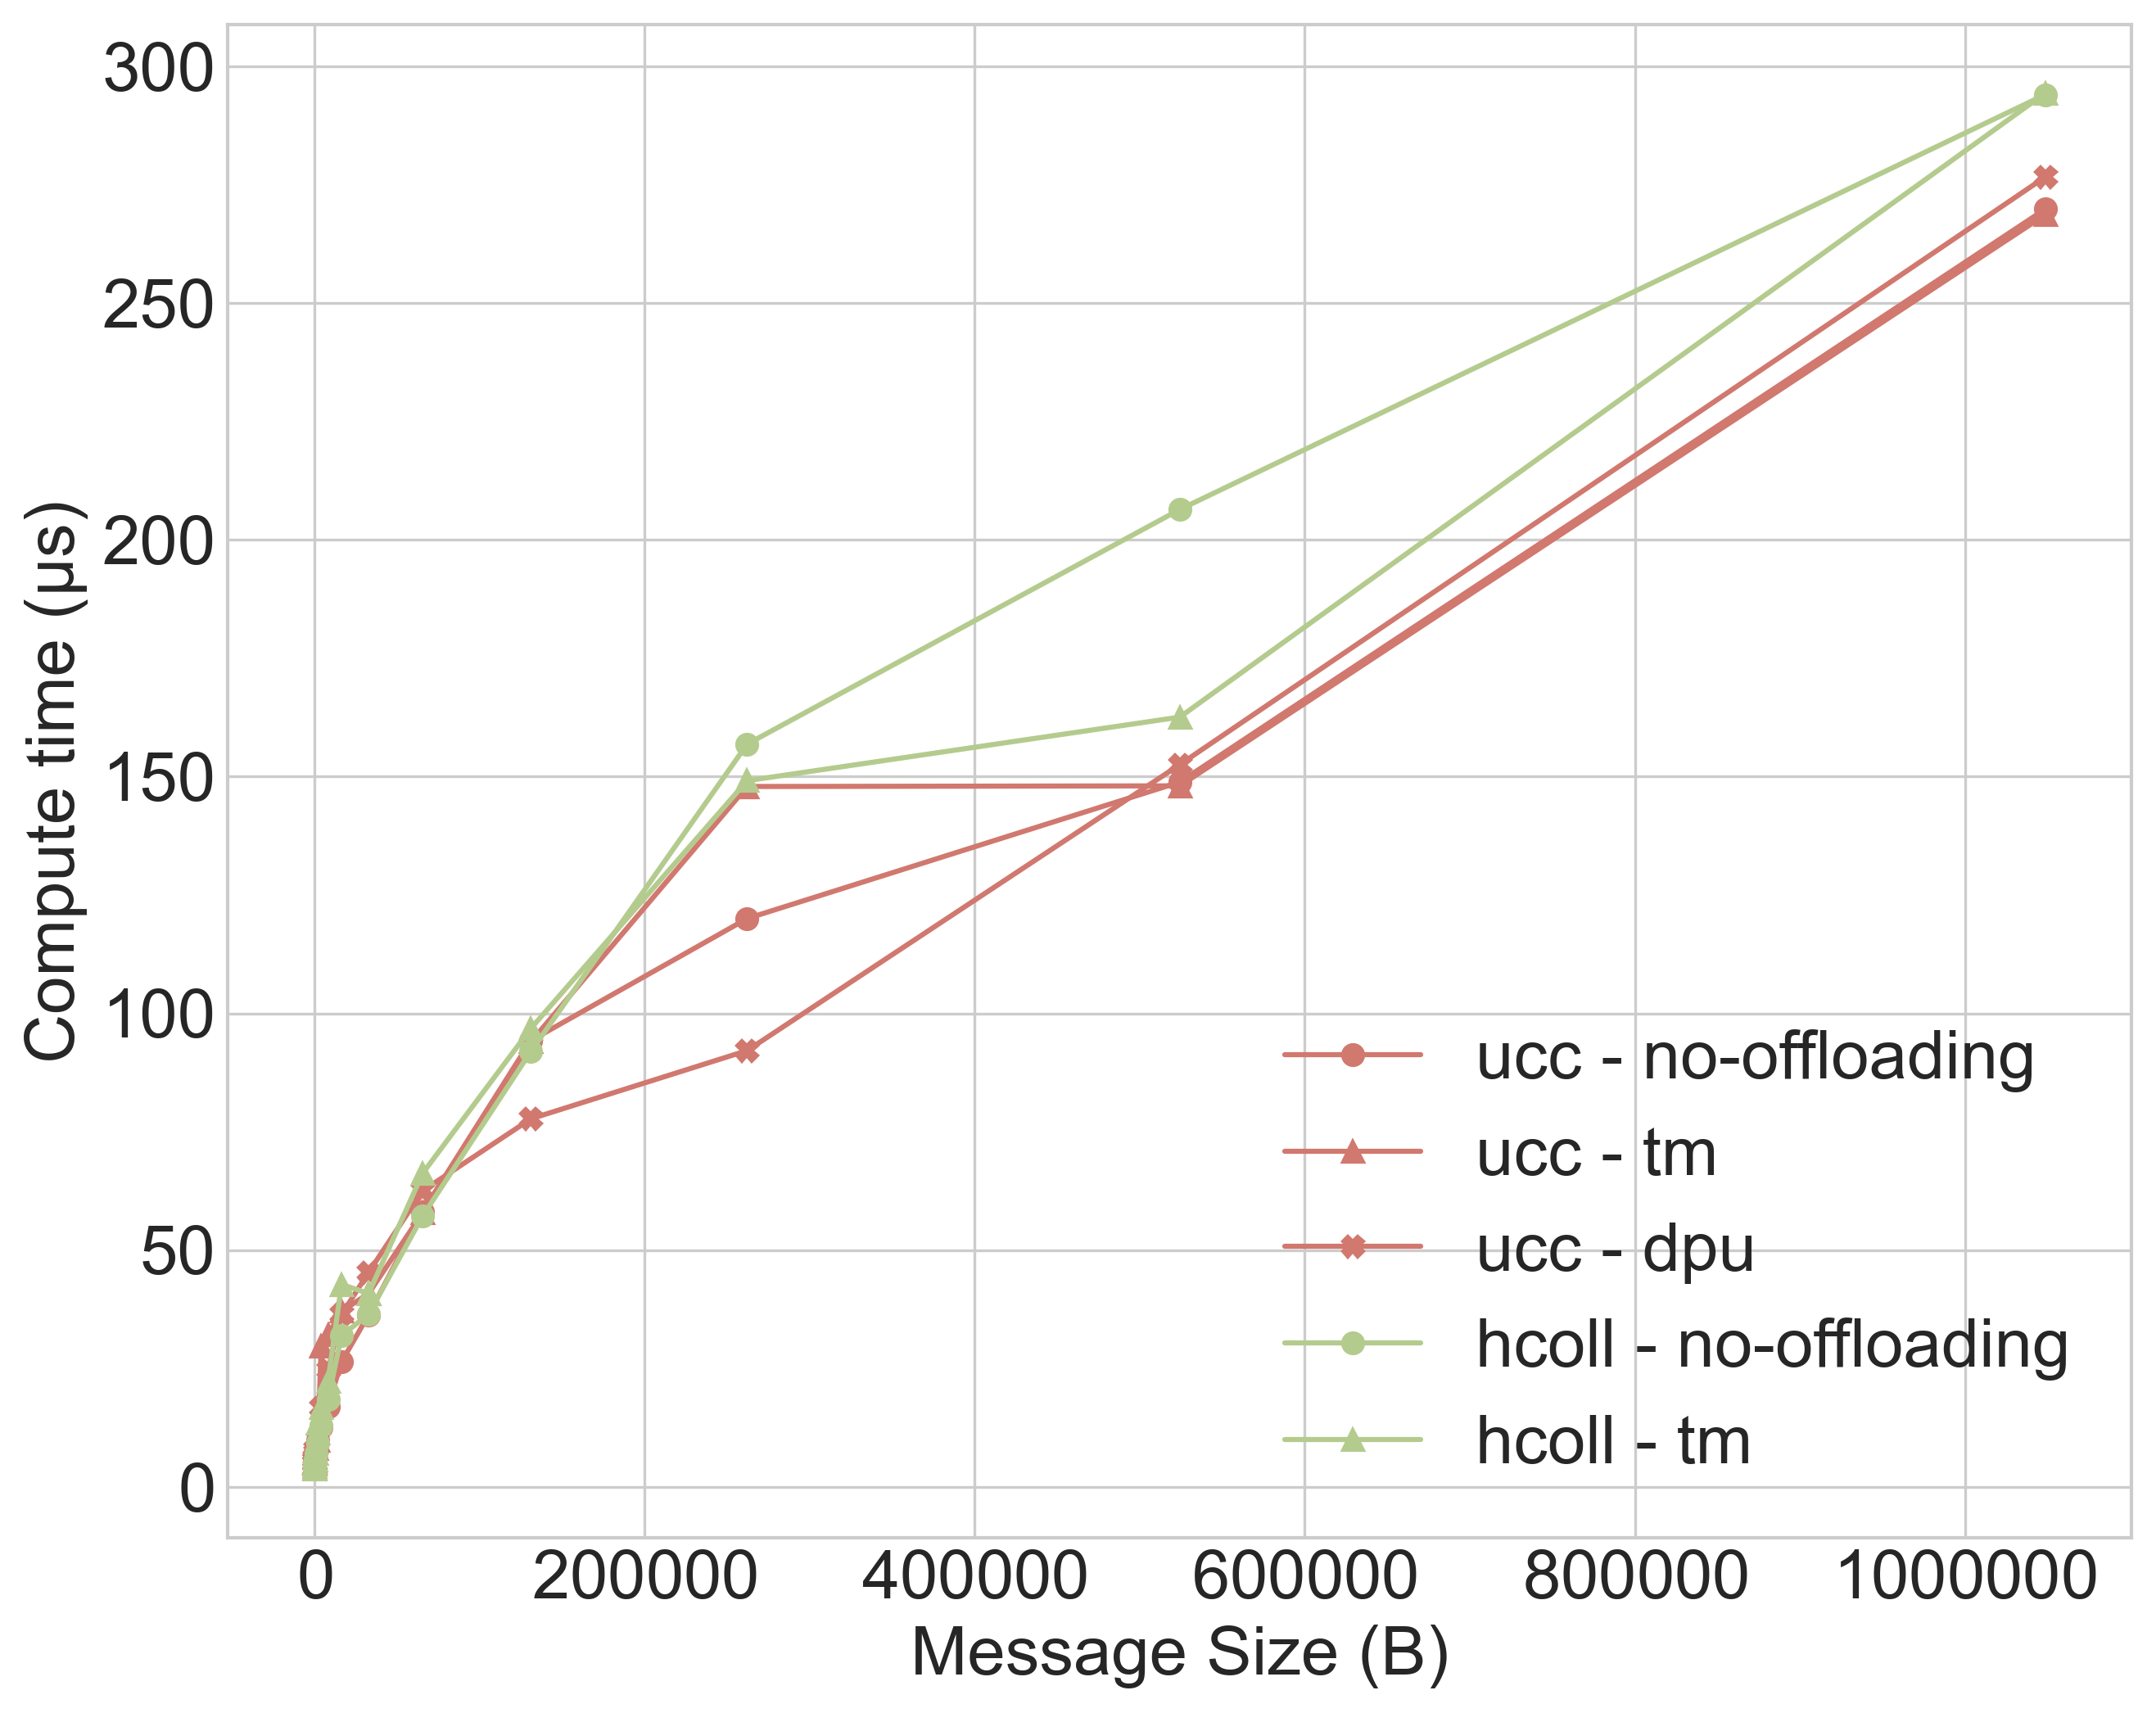 300
250
200
150
100
50
0
Compute time (µs)
ucc - no-offloading
ucc - tm
ucc - dpu
hcoll - no-offloading
hcoll - tm
0 200000 400000 600000 800000 1000000
Message Size (B)